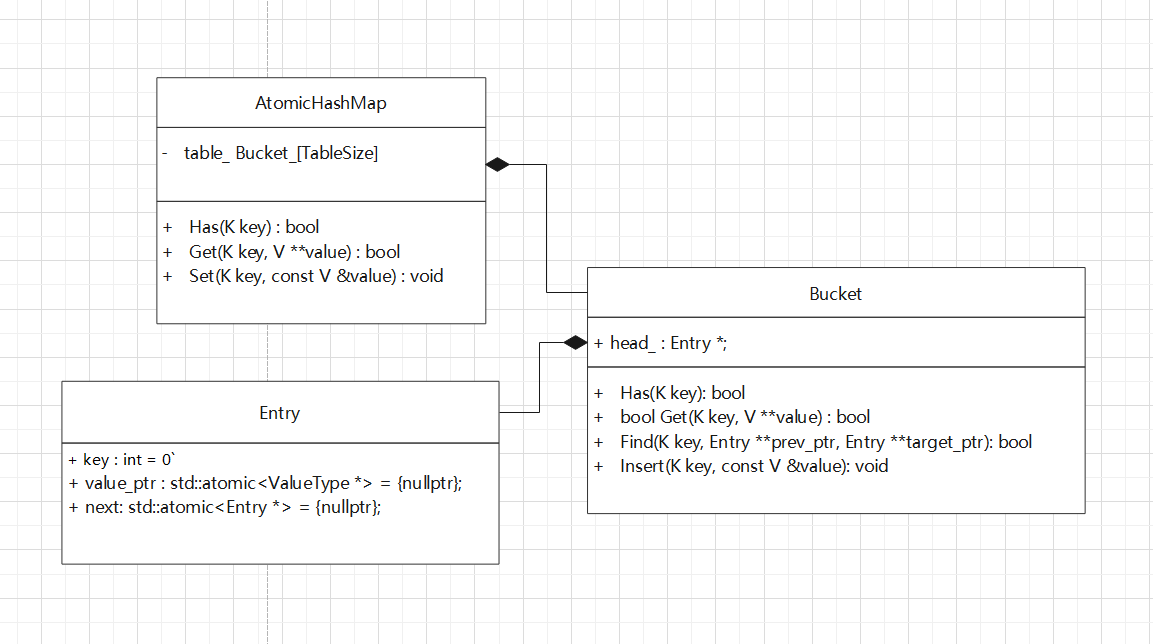 AtomicHashMap
- table_ Bucket_[TableSize]
+ Has(K key) : bool
+ Get(K key, V **value) : bool
+ Set(K key, const V &value) : void
Bucket
+ head_ : Entry *;
+ Has(K key): bool
+ bool Get(K key, V **value) : bool
+ Find(K key, Entry **prev_ptr, Entry **target_ptr): bool
+ Insert(K key, const V &value): void
Entry
+ key : int = 0`
+ value_ptr : std::atomic<ValueType *> = {nullptr};
+ next: std::atomic<Entry *> = {nullptr};